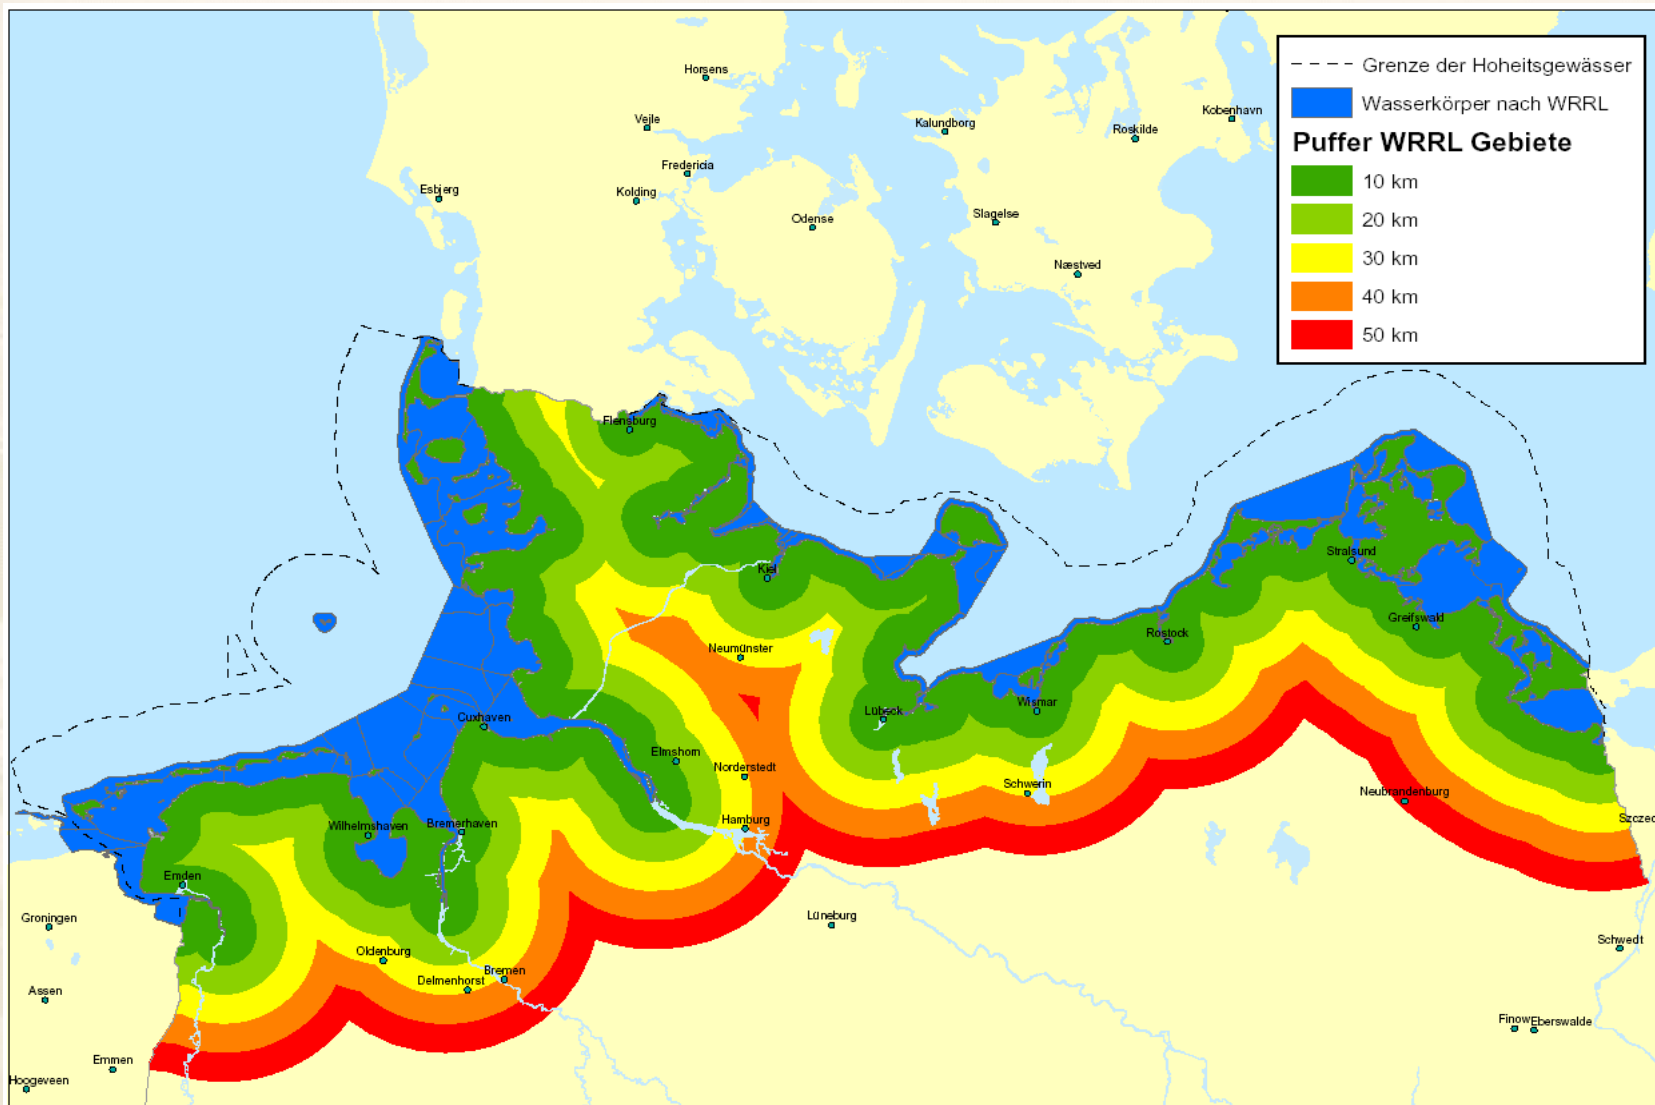 Grenze der Hoheitsgewässer
Wasserkörper nach WRRL
Puffer WRRL Gebiete
10 km
20 km
30 km
40 km
50 km
Horsens
Vejle
Fredericia
Kolding
Esbjerg
Odense
Kalundborg
Roskilde
Kobenhavn
Slagelse
Næstved
Flensburg
Kiel
Neumünster
Lübeck
Wismar
Rostock
Stralsund
Greifswald
Cuxhaven
Elmshorn
Norderstedt
Hamburg
Schwerin
Neubrandenburg
Szczec
Wilhelmshaven
Bremerhaven
Emden
Groningen
Oldenburg
Delmenhorst
Bremen
Lüneburg
Schwedt
Assen
Finow
Eberswalde
Emmen
Hoogeveen